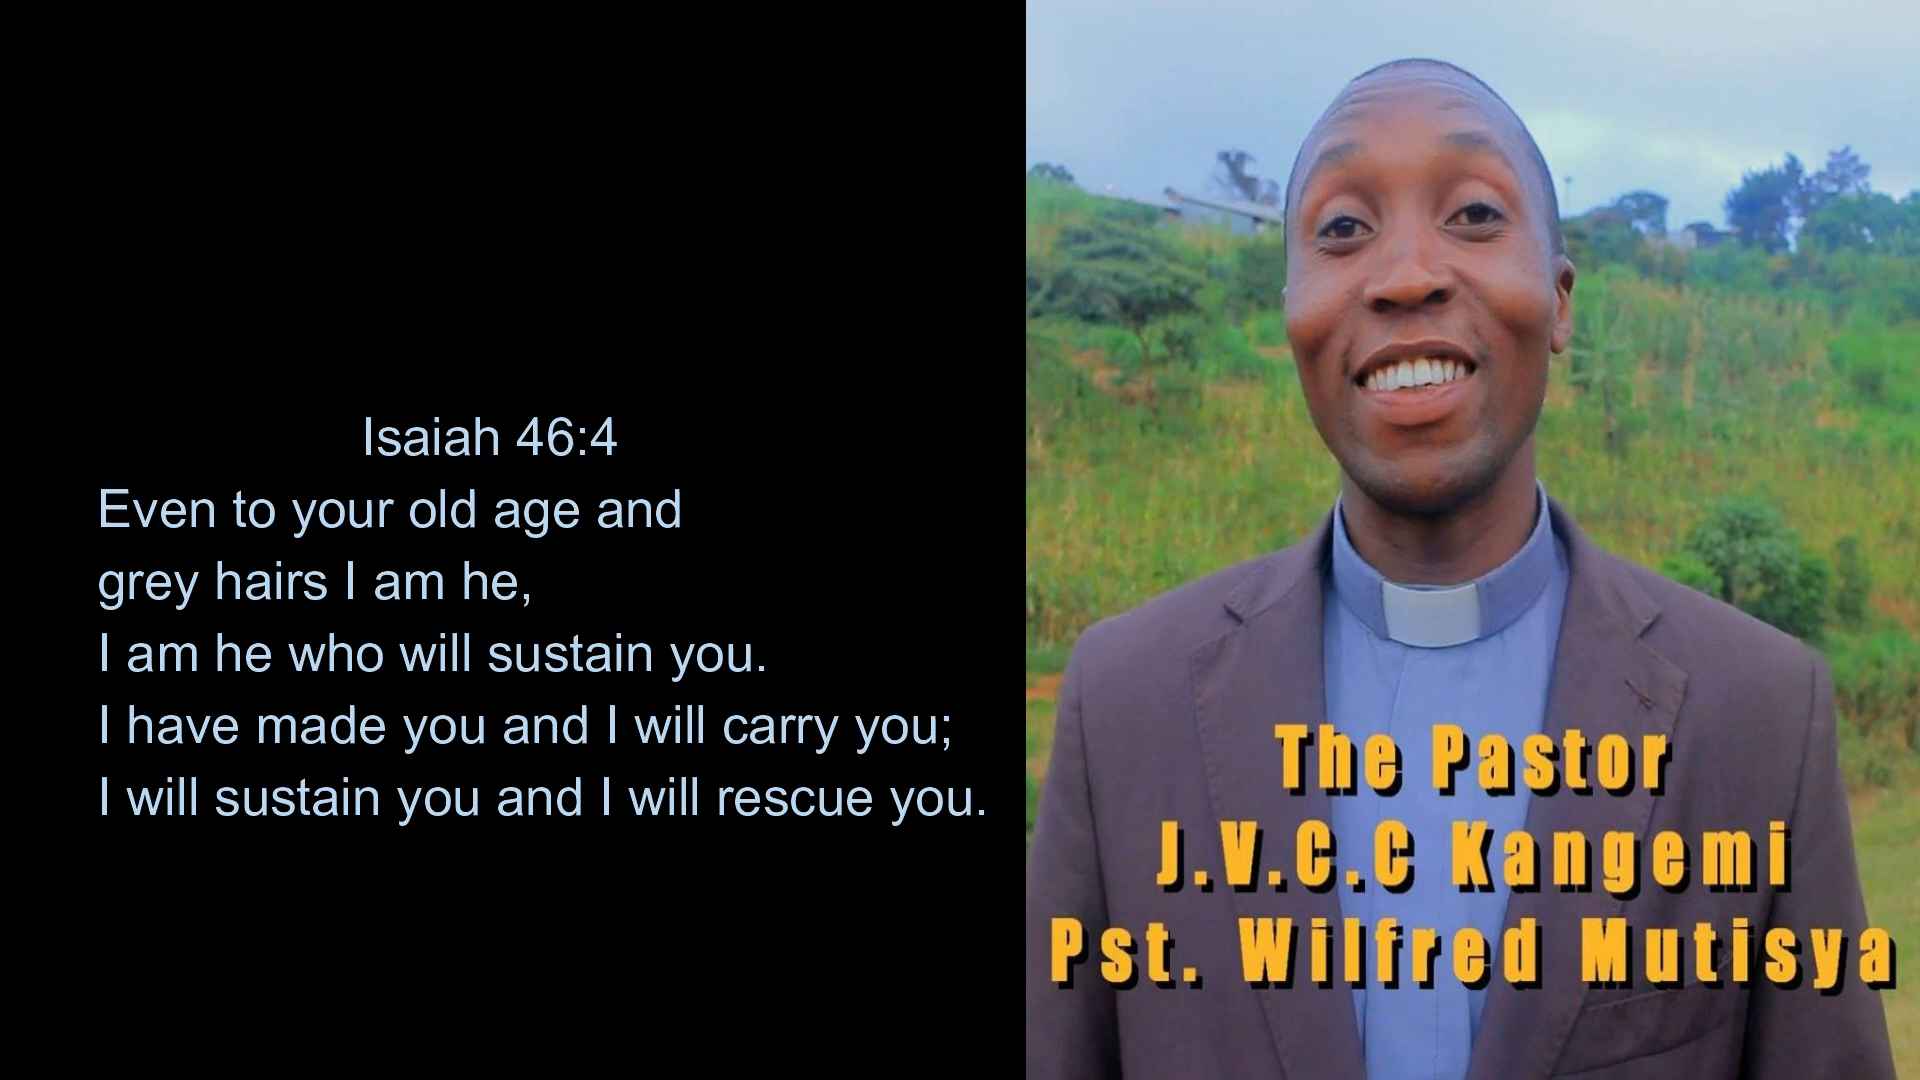 Isaiah 46:4
Even to your old age and
grey hairs I am he,
I am he who will sustain you.
I have made you and I will carry you;
I will sustain you and I will rescue you.
The Pastor
J.V.C.C Kangemi
Pst. Wilfred Mutisya